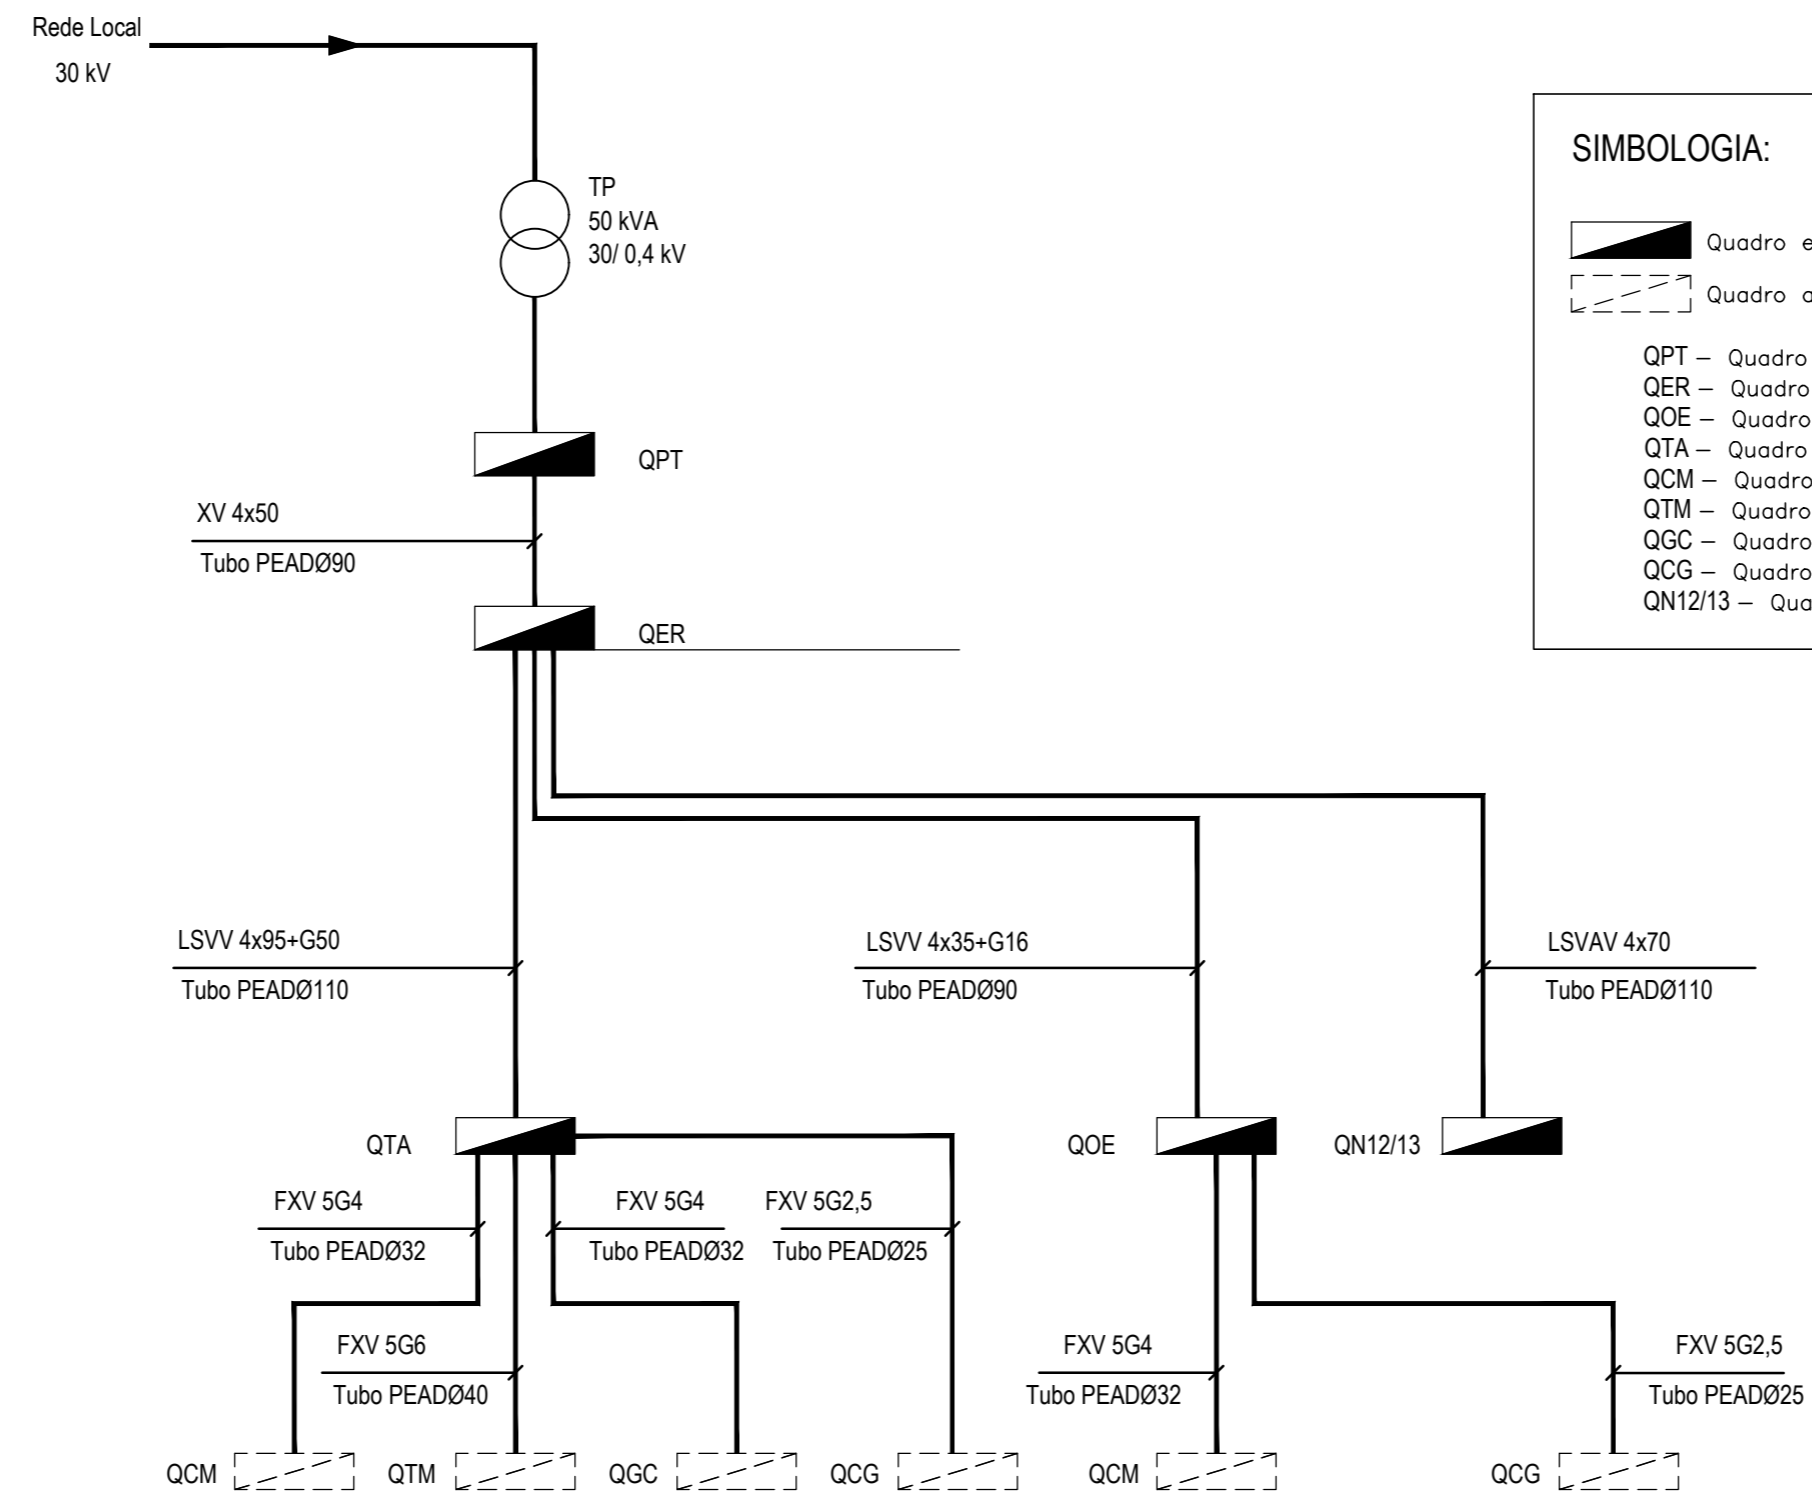 Rede Local
30 kV
TP
50 kVA
30/ 0,4 kV
SIMBOLOGIA:
Quadro
Quadro
QPT – Quadro
QER – Quadro
QOE – Quadro
QTA – Quadro
QCM – Quadro
QTM – Quadro
QGC – Quadro
QCG – Quadro
QN12/13 –
QPT
XV 4x50
Tubo PEADØ90
QER
LSVV 4x95+G50
Tubo PEADØ110
LSVV 4x35+G16
Tubo PEADØ90
LSVAV 4x70
Tubo PEADØ110
QTA
QOE
QN12/13
FXV 5G4
Tubo PEADØ32
FXV 5G4
Tubo PEADØ32
FXV 5G2,5
Tubo PEADØ25
FXV 5G6
Tubo PEADØ40
FXV 5G4
Tubo PEADØ32
FXV 5G2,5
Tubo PEADØ25
QCM
QTM
QGC
QCG
QCM
QCG